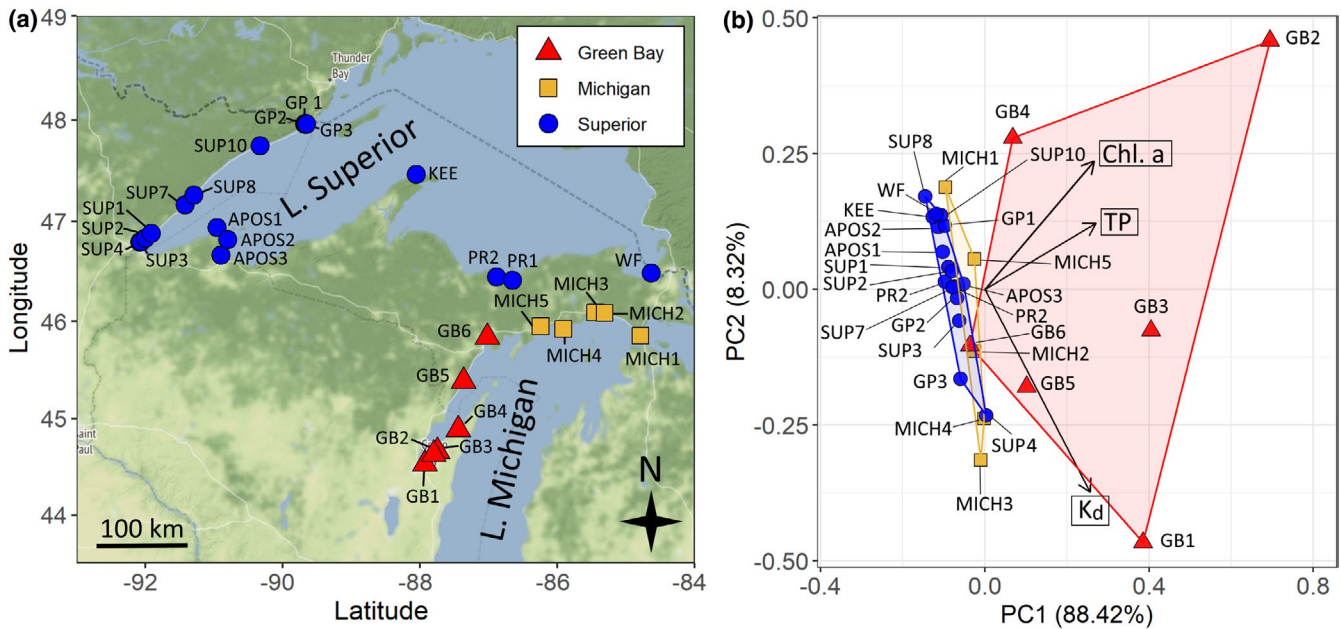 (a)
49
48
47
46
45
44
Longitude
-92
-90
-88
-86
-84
Latitude
Thunder
Bay
Green Bay
Michigan
Superior
GP 1
GP2
GP3
SUP10
L. Superior
KEE
SUP7
SUP8
SUP1
SUP2
SUP4
SUP3
APOS1
APOS2
APOS3
PR2
PR1
WF
MICH3
MICH5
MICH2
MICH4
MICH1
GB6
GB5
GB4
GB2
GB3
GB1
L. Michigan
Paul
100 km
N
(b)
0.50
0.25
0.00
-0.25
-0.50
PC2 (8.32%)
-0.4
0.0
0.4
0.8
PC1 (88.42%)
GB2
GB4
SUP8
MICH1
SUP10
Chl. a
WF
KEE
GP1
TP
APOS2
APOS1
MICH5
SUP1
SUP2
APOS3
PR2
PR2
GB3
SUP7
GP2
GB6
SUP3
MICH2
GP3
GB5
MICH4
SUP4
MICH3
Kd
GB1